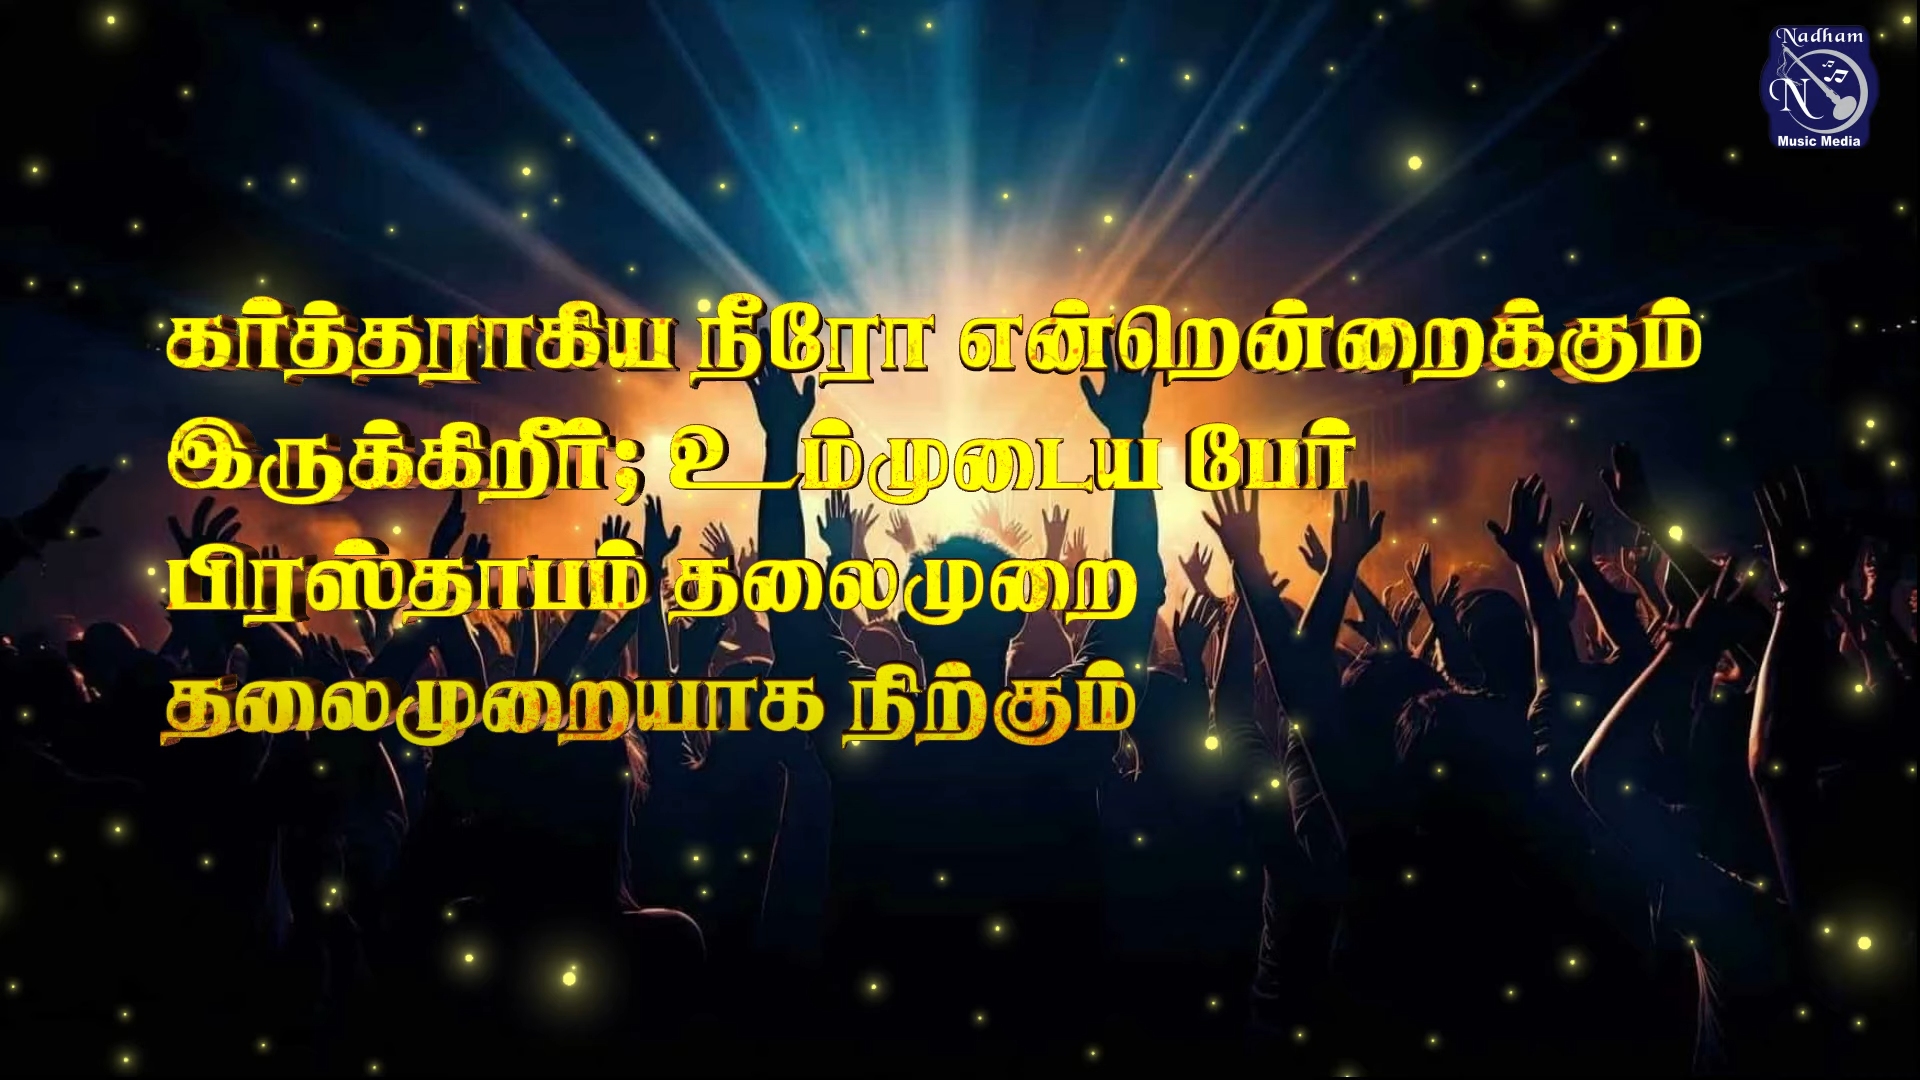 Nadham
N
Music Media
கர்த்தராகிய நீரோ என்றென்றைக்கும்
இருக்கிறீர்; உம்முடைய பேர்
பிரஸ்தாபம் தலைமுறை
தலைமுறையாக நிற்கும்